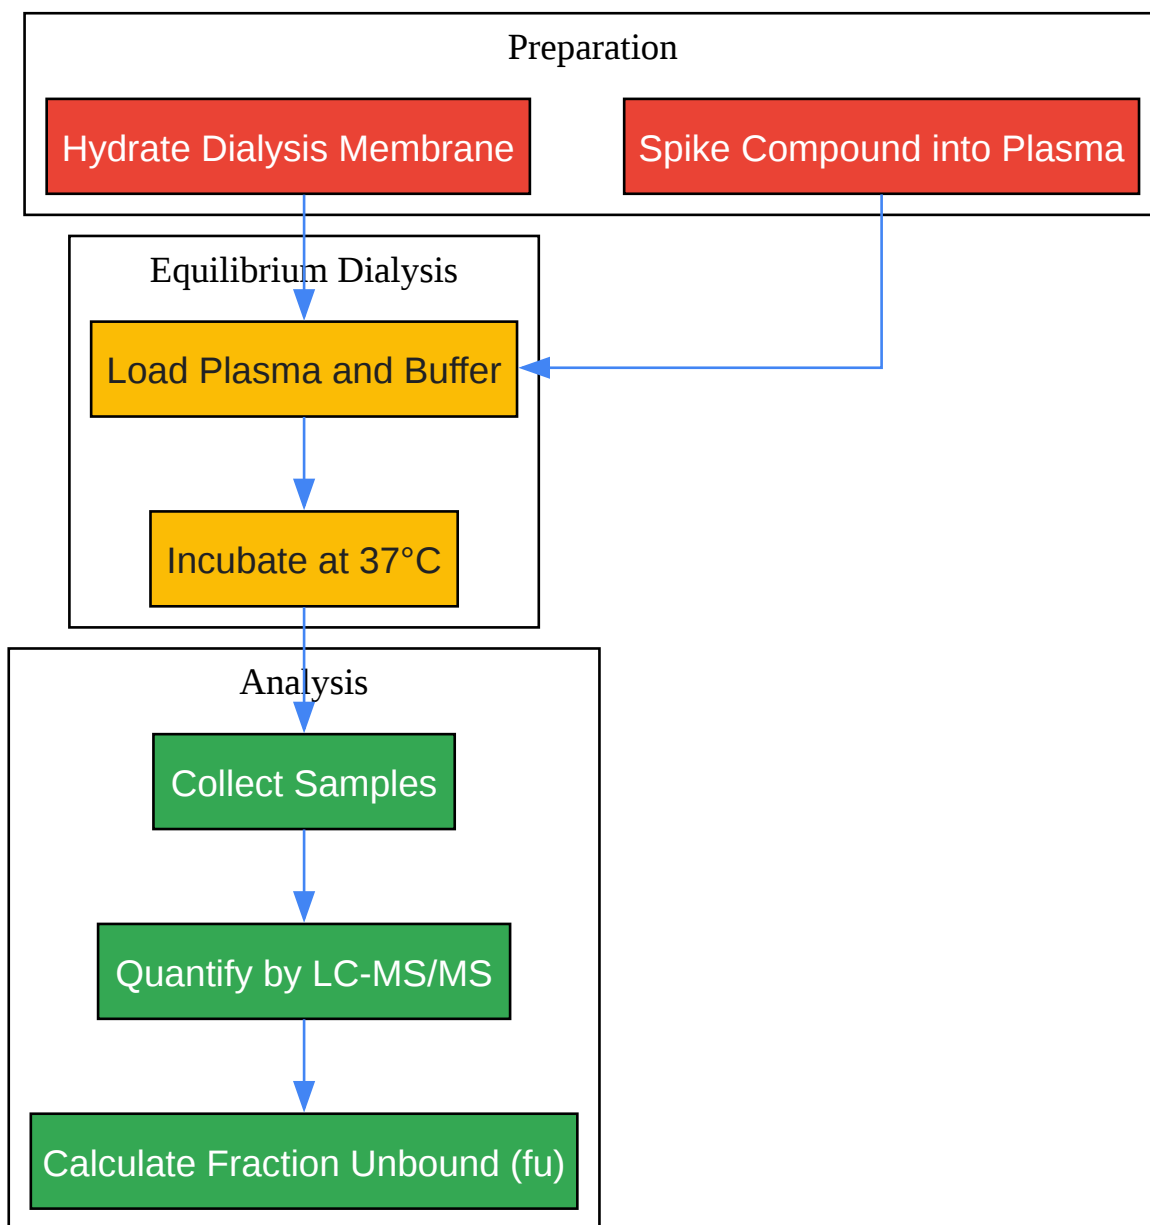 Preparation
Hydrate Dialysis Membrane
Spike Compound into Plasma
Equilibrium Dialysis
Load Plasma and Buffer
Incubate at 37°C
Analysis
Collect Samples
Quantify by LC-MS/MS
Calculate Fraction Unbound (fu)